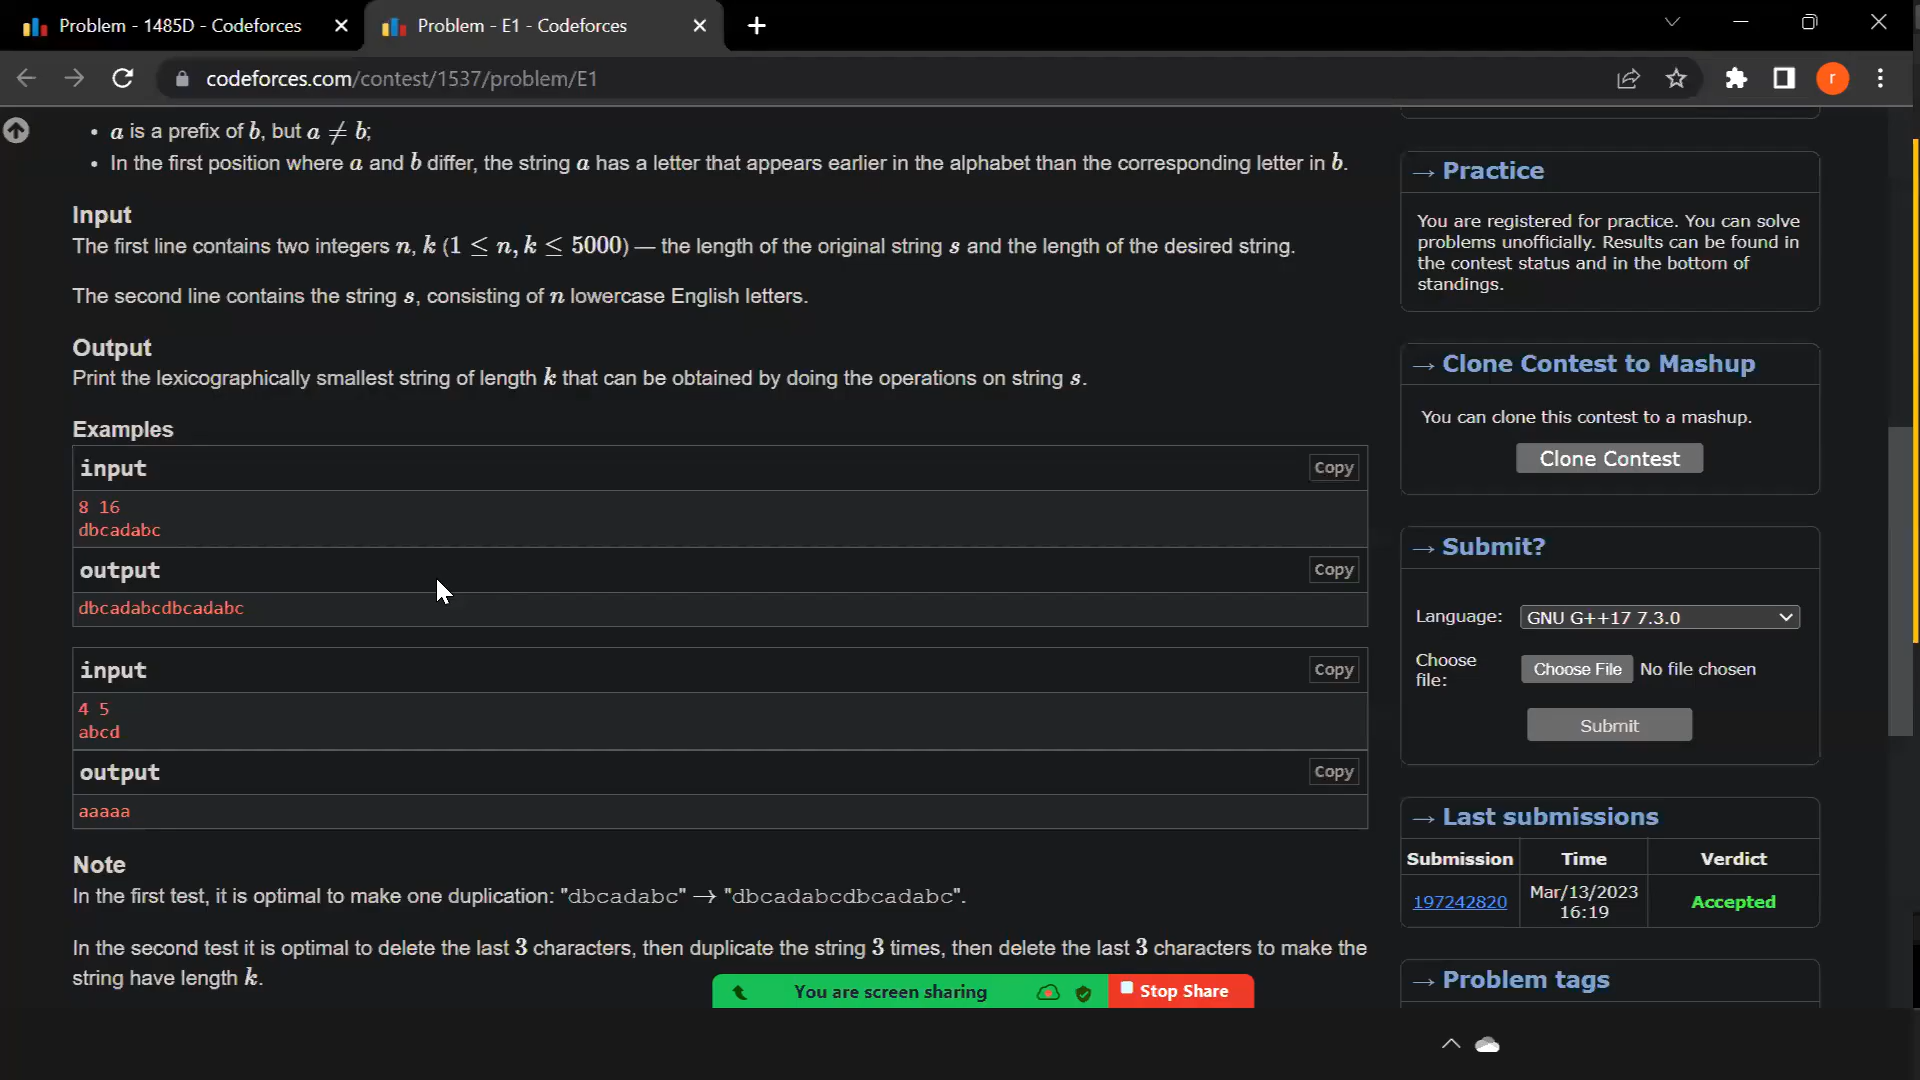 Problem - 1485D - Codeforces
Problem - E1 - Codeforces
codeforces.com/contest/1537/problem/E1
r
• a is a prefix of b, but a ≠ b;
• In the first position where a and b differ, the string a has a letter that appears earlier in the alphabet than the corresponding letter in b.
Input
The first line contains two integers n, k (1 ≤ n, k ≤ 5000) — the length of the original string s and the length of the desired string.
The second line contains the string s, consisting of n lowercase English letters.
Output
Print the lexicographically smallest string of length k that can be obtained by doing the operations on string s.
Examples
input
Copy
8 16
dbcadabc
output
Copy
dbcadabcdbcadabc
input
Copy
4 5
abcd
output
Copy
aaaaa
Note
In the first test, it is optimal to make one duplication: "dbcadabc" → "dbcadabcdbcadabc".
In the second test it is optimal to delete the last 3 characters, then duplicate the string 3 times, then delete the last 3 characters to make the
string have length k.
→ Practice
You are registered for practice. You can solve
problems unofficially. Results can be found in
the contest status and in the bottom of
standings.
→ Clone Contest to Mashup
You can clone this contest to a mashup.
Clone Contest
→ Submit?
Language: GNU G++17 7.3.0
Choose
file:
Choose File No file chosen
Submit
→ Last submissions
Submission Time Verdict
197242820 Mar/13/2023
16:19 Accepted
→ Problem tags
You are screen sharing
Stop Share